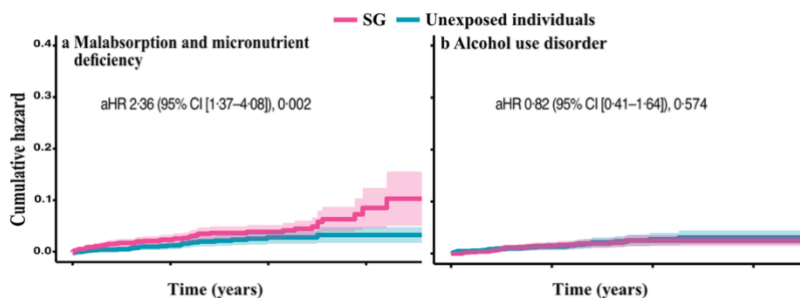 SG Unexposed individuals
a Malabsorption and micronutrient
deficiency
b Alcohol use disorder
aHR 2·36 (95% CI [1·37–4·08]), 0·002
aHR 0·82 (95% CI [0·41–1·64]), 0·574
Cumulative hazard
0.4
0.3
0.2
0.1
0.0
Time (years)
Time (years)